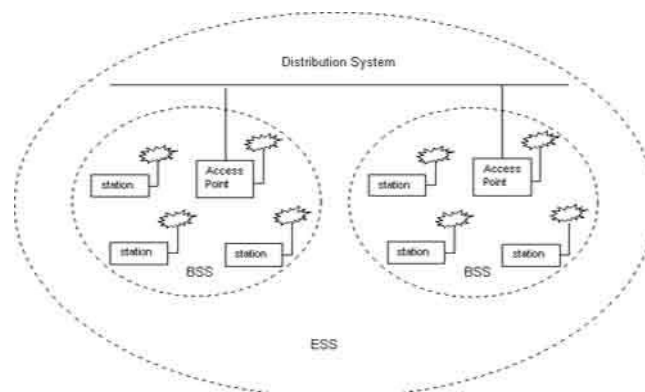 Distribution System
Access
Point
station
station
station
BSS
Access
Point
station
station
station
BSS
ESS